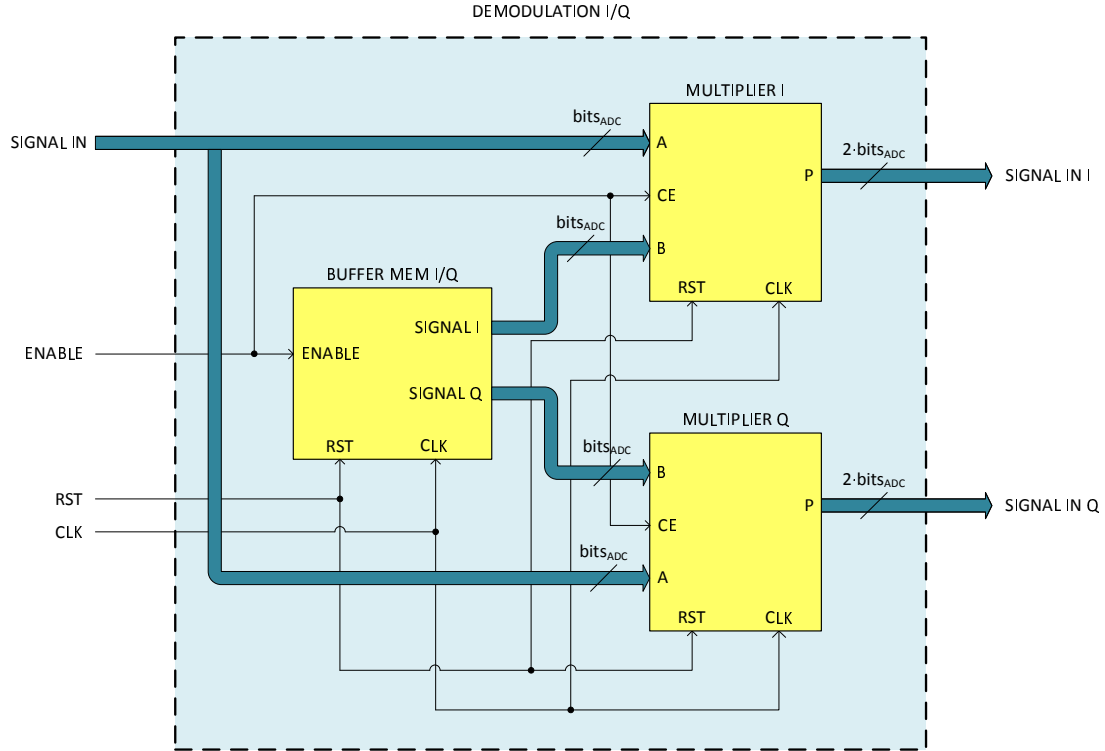 DEMODULATION I/Q
MULTIPLIER I
bitsADC
SIGNAL IN
A
2·bitsADC
P
SIGNAL IN I
CE
bitsADC
B
BUFFER MEM I/Q
RST
CLK
SIGNAL I
ENABLE
ENABLE
SIGNAL Q
MULTIPLIER Q
RST
CLK
bitsADC
B
2·bitsADC
RST
P
SIGNAL IN Q
CE
CLK
bitsADC
A
RST
CLK